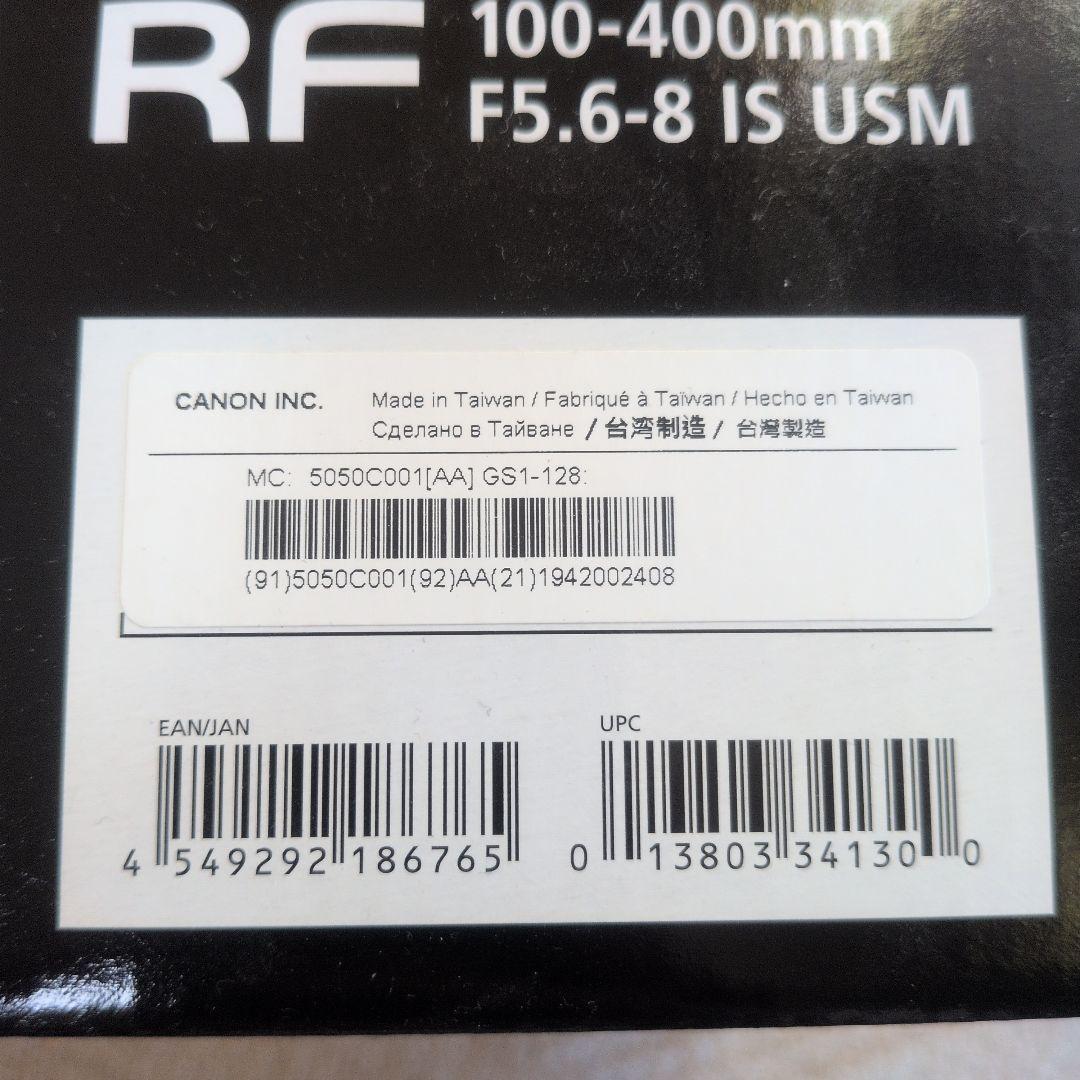 RF
100-400mm
F5.6-8 IS USM
CANON INC.
Made in Taiwan / Fabriqué à Taïwan / Hecho en Taiwan
Сделано в Тайване / 台湾制造 / 台灣製造
MC: 5050C001[AA] GS1-128:
(91)5050C001(92)AA(21)1942002408
EAN/JAN
4 549292 186765
UPC
0 13803 34130 0